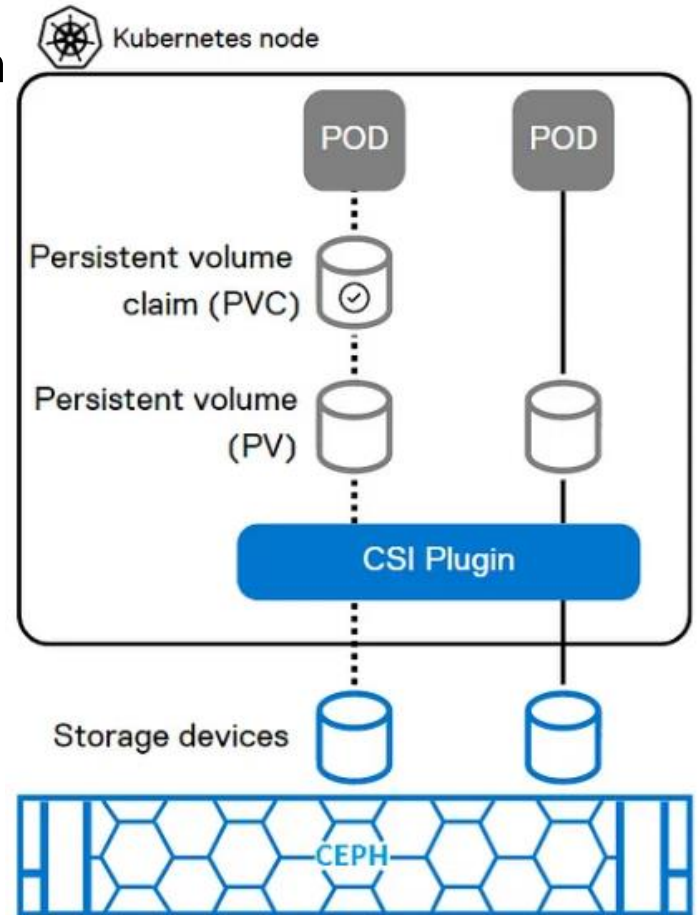 Kubernetes node
POD
POD
Persistent volume
claim (PVC)
Persistent volume
(PV)
CSI Plugin
Storage devices
CEPH